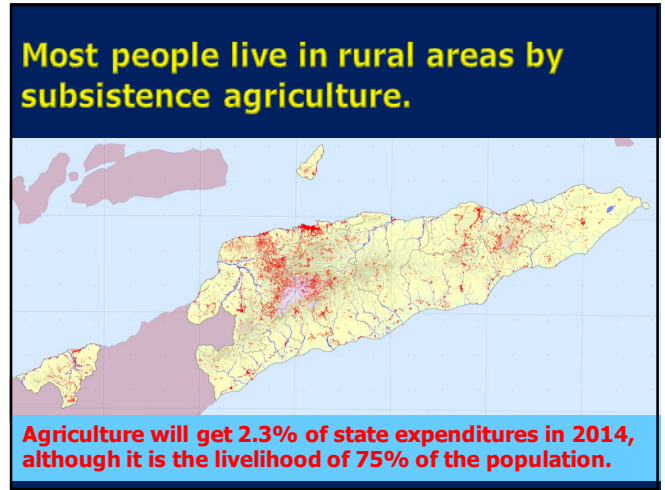 Most people live in rural areas by
subsistence agriculture.
Agriculture will get 2.3% of state expenditures in 2014,
although it is the livelihood of 75% of the population.